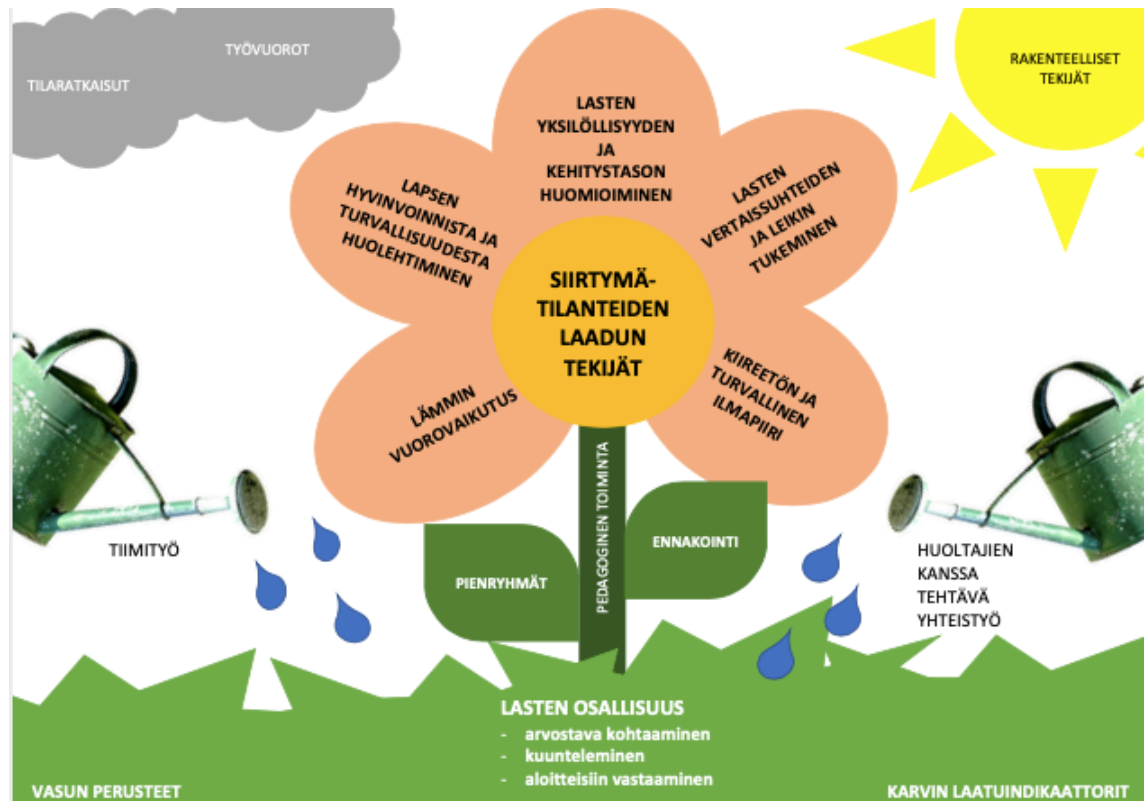 TYÖVUOROT
TILARATKAISUT
RAKENTEELLISET
TEKIJÄT
LASTEN
YKSILÖLLISYYDEN
JA
KEHITYSTASON
HUOMIOIMINEN
LAPSEN
HYVINVOINNISTA JA
TURVALLISUUDESTA
HUOLEHTIMINEN
LASTEN
VERTAISSUHTEIDEN
JA LEIKIN
TUKEMINEN
SIIRTYMÄ-
TILANTEIDEN
LAADUN
TEKIJÄT
LÄMMIN
VUOROVAIKUTUS
KIIREETÖN JA
TURVALLINEN
ILMAPIIRI
PEDAGOGINEN TOIMINTA
TIIMITYÖ
PIENRYHMÄT
ENNAKOINTI
HUOLTAJIEN
KANSSA
TEHTÄVÄ
YHTEISTYÖ
LASTEN OSALLISUUS
- arvostava kohtaaminen
- kuunteleminen
- aloitteisiin vastaaminen
VASUN PERUSTEET
KARVIN LAATUINDIKAATTORIT